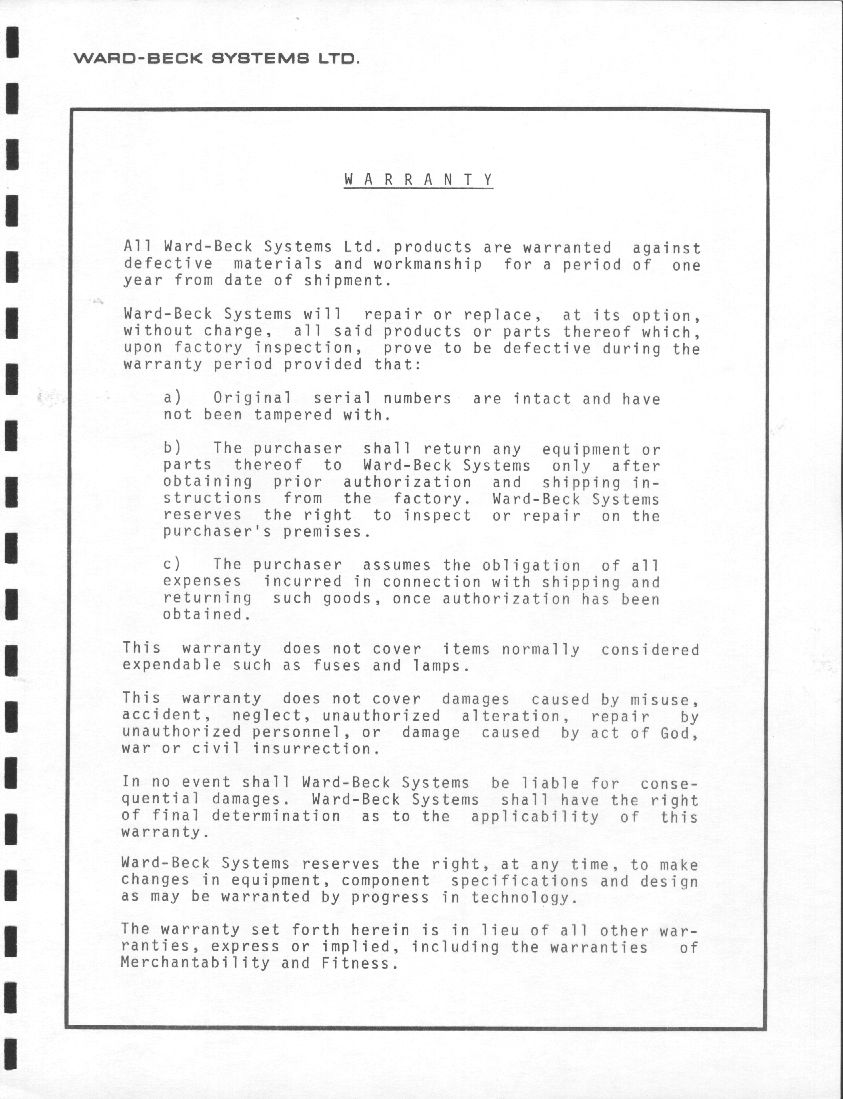 WARD-BECK SYSTEMS LTD.
WARRANTY
All Ward-Beck Systems Ltd. products are warranted against
defective materials and workmanship for a period of one
year from date of shipment.
Ward-Beck Systems will repair or replace, at its option,
without charge, all said products or parts thereof which,
upon factory inspection, prove to be defective during the
warranty period provided that:
a) Original serial numbers are intact and have
not been tampered with.
b) The purchaser shall return any equipment or
parts thereof to Ward-Beck Systems only after
obtaining prior authorization and shipping in-
structions from the factory. Ward-Beck Systems
reserves the right to inspect or repair on the
purchaser's premises.
c) The purchaser assumes the obligation of all
expenses incurred in connection with shipping and
returning such goods, once authorization has been
obtained.
This warranty does not cover items normally considered
expendable such as fuses and lamps.
This warranty does not cover damages caused by misuse,
accident, neglect, unauthorized alteration, repair by
unauthorized personnel, or damage caused by act of God,
war or civil insurrection.
In no event shall Ward-Beck Systems be liable for conse-
quential damages. Ward-Beck Systems shall have the right
of final determination as to the applicability of this
warranty.
Ward-Beck Systems reserves the right, at any time, to make
changes in equipment, component specifications and design
as may be warranted by progress in technology.
The warranty set forth herein is in lieu of all other war-
ranties, express or implied, including the warranties of
Merchantability and Fitness.